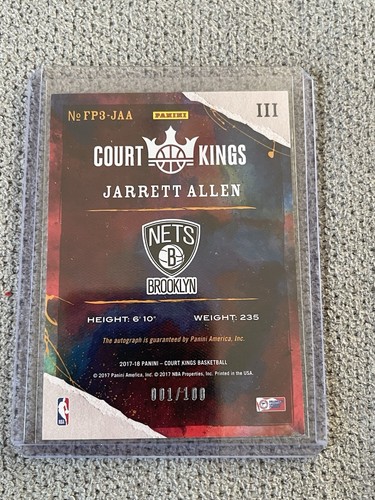 No FP3-JAA PANINI III
COURT KINGS
JARRETT ALLEN
NETS
B
BROOKLYN
HEIGHT: 6'10" WEIGHT: 235
The autograph is guaranteed by Panini America, Inc.
2017-18 PANINI – COURT KINGS BASKETBALL
© 2017 Panini America, Inc. © 2017 NBA Properties, Inc. Printed in the USA.
001/100